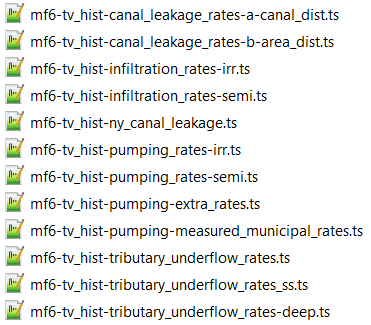 mf6-tv_hist-canal_leakage_rates-a-canal_dist.ts
mf6-tv_hist-canal_leakage_rates-b-area_dist.ts
mf6-tv_hist-infiltration_rates-irr.ts
mf6-tv_hist-infiltration_rates-semi.ts
mf6-tv_hist-ny_canal_leakage.ts
mf6-tv_hist-pumping_rates-irr.ts
mf6-tv_hist-pumping_rates-semi.ts
mf6-tv_hist-pumping-extra_rates.ts
mf6-tv_hist-pumping-measured_municipal_rates.ts
mf6-tv_hist-tributary_underflow_rates.ts
mf6-tv_hist-tributary_underflow_rates_ss.ts
mf6-tv_hist-tributary_underflow_rates-deep.ts